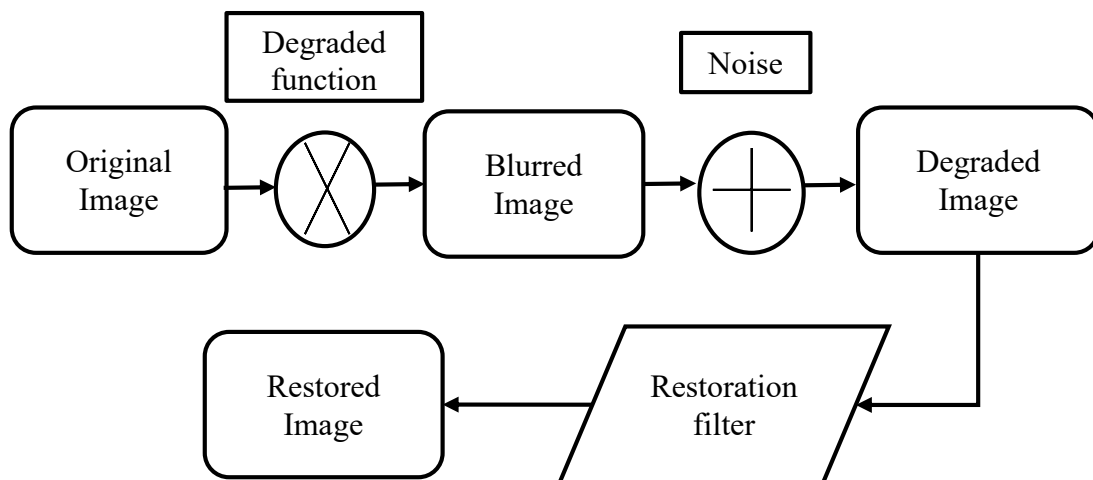 Degraded
function
Noise
Original
Image
Blurred
Image
Degraded
Image
Restored
Image
Restoration
filter